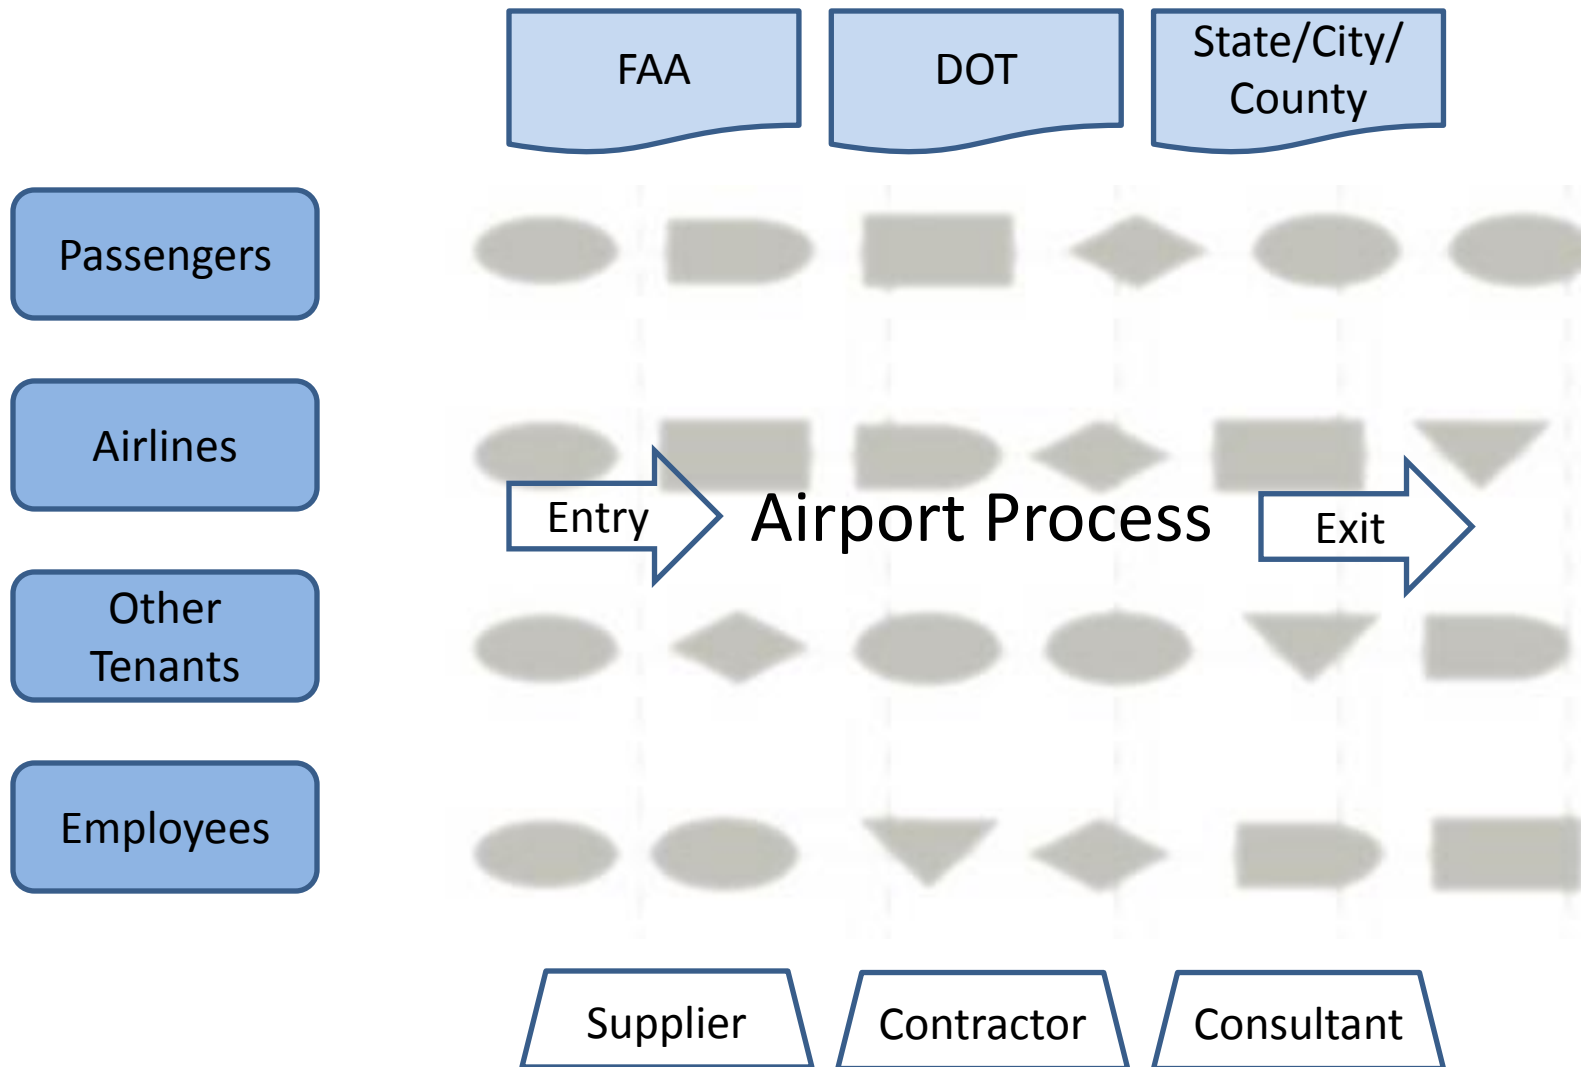 FAA
DOT
State/City/
County
Passengers
Airlines
Entry
Airport Process
Exit
Other
Tenants
Employees
Supplier
Contractor
Consultant